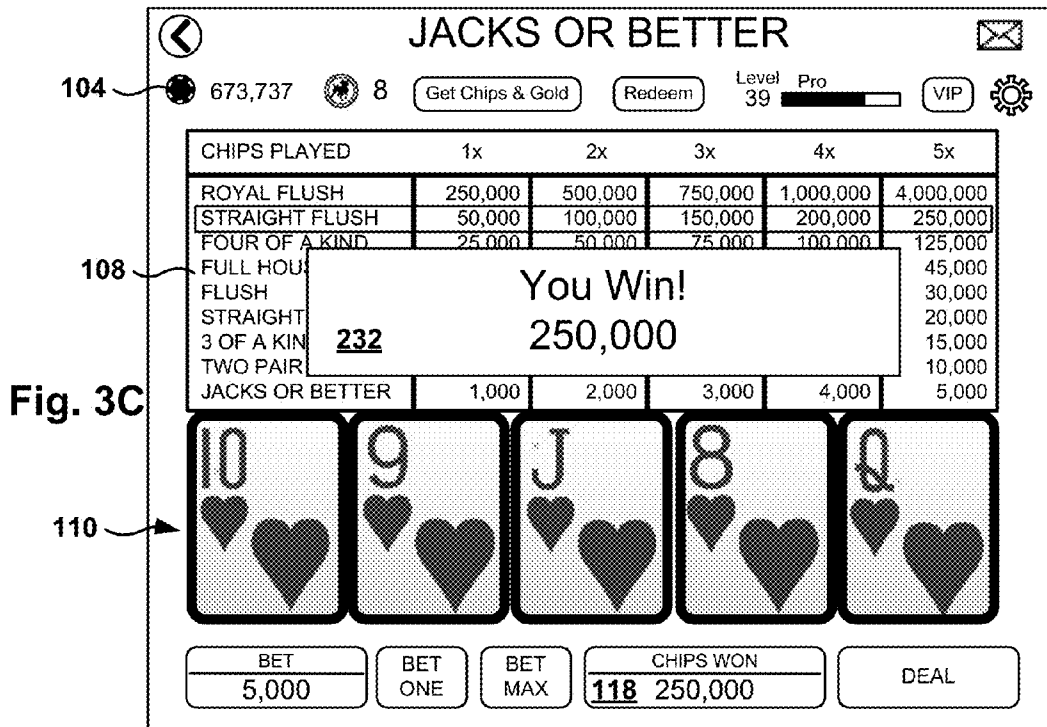 JACKS OR BETTER
104 673,737 8 Get Chips & Gold Redeem Level 39 Pro VIP
CHIPS PLAYED 1x 2x 3x 4x 5x
ROYAL FLUSH 250,000 500,000 750,000 1,000,000 4,000,000
STRAIGHT FLUSH 50,000 100,000 150,000 200,000 250,000
FOUR OF A KIND 25,000 50,000 75,000 100,000 125,000
108 FULL HOUS 45,000
You Win!
FLUSH 30,000
STRAIGHT 20,000
232 250,000
3 OF A KIN 15,000
TWO PAIR 10,000
Fig. 3C
JACKS OR BETTER 1,000 2,000 3,000 4,000 5,000
10 9 J 8 Q
110
BET BET ONE BET MAX CHIPS WON DEAL
5,000 118 250,000